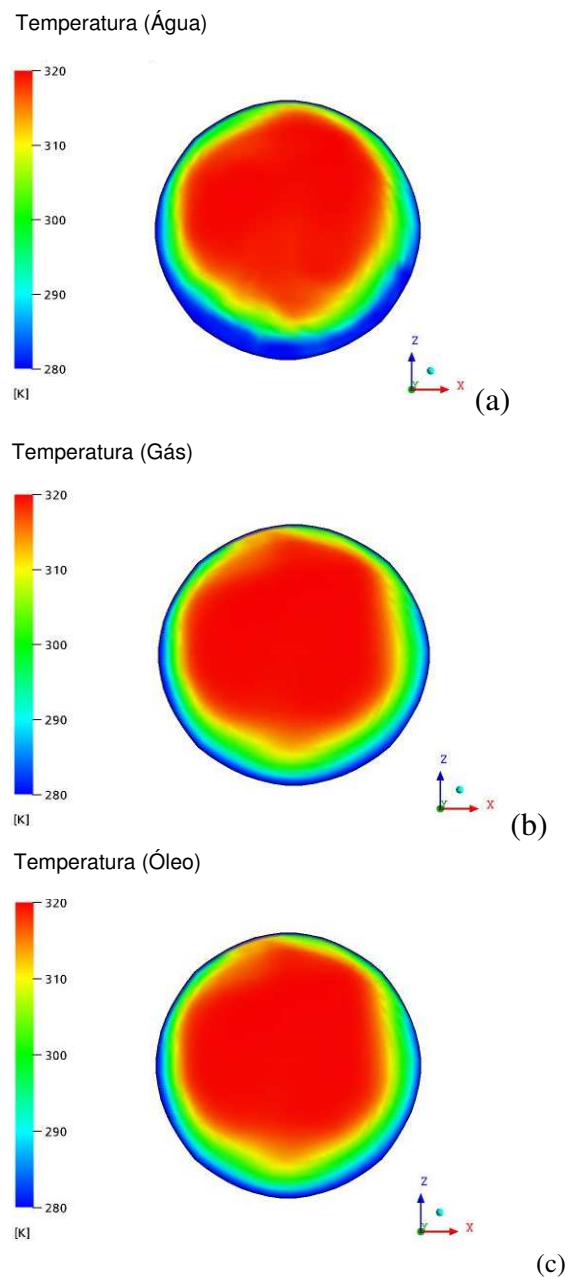 Temperatura (Água)
320
310
300
290
280
[K]
Z
Y
X
(a)
Temperatura (Gás)
320
310
300
290
280
[K]
Z
Y
X
(b)
Temperatura (Óleo)
320
310
300
290
280
[K]
Z
Y
X
(c)